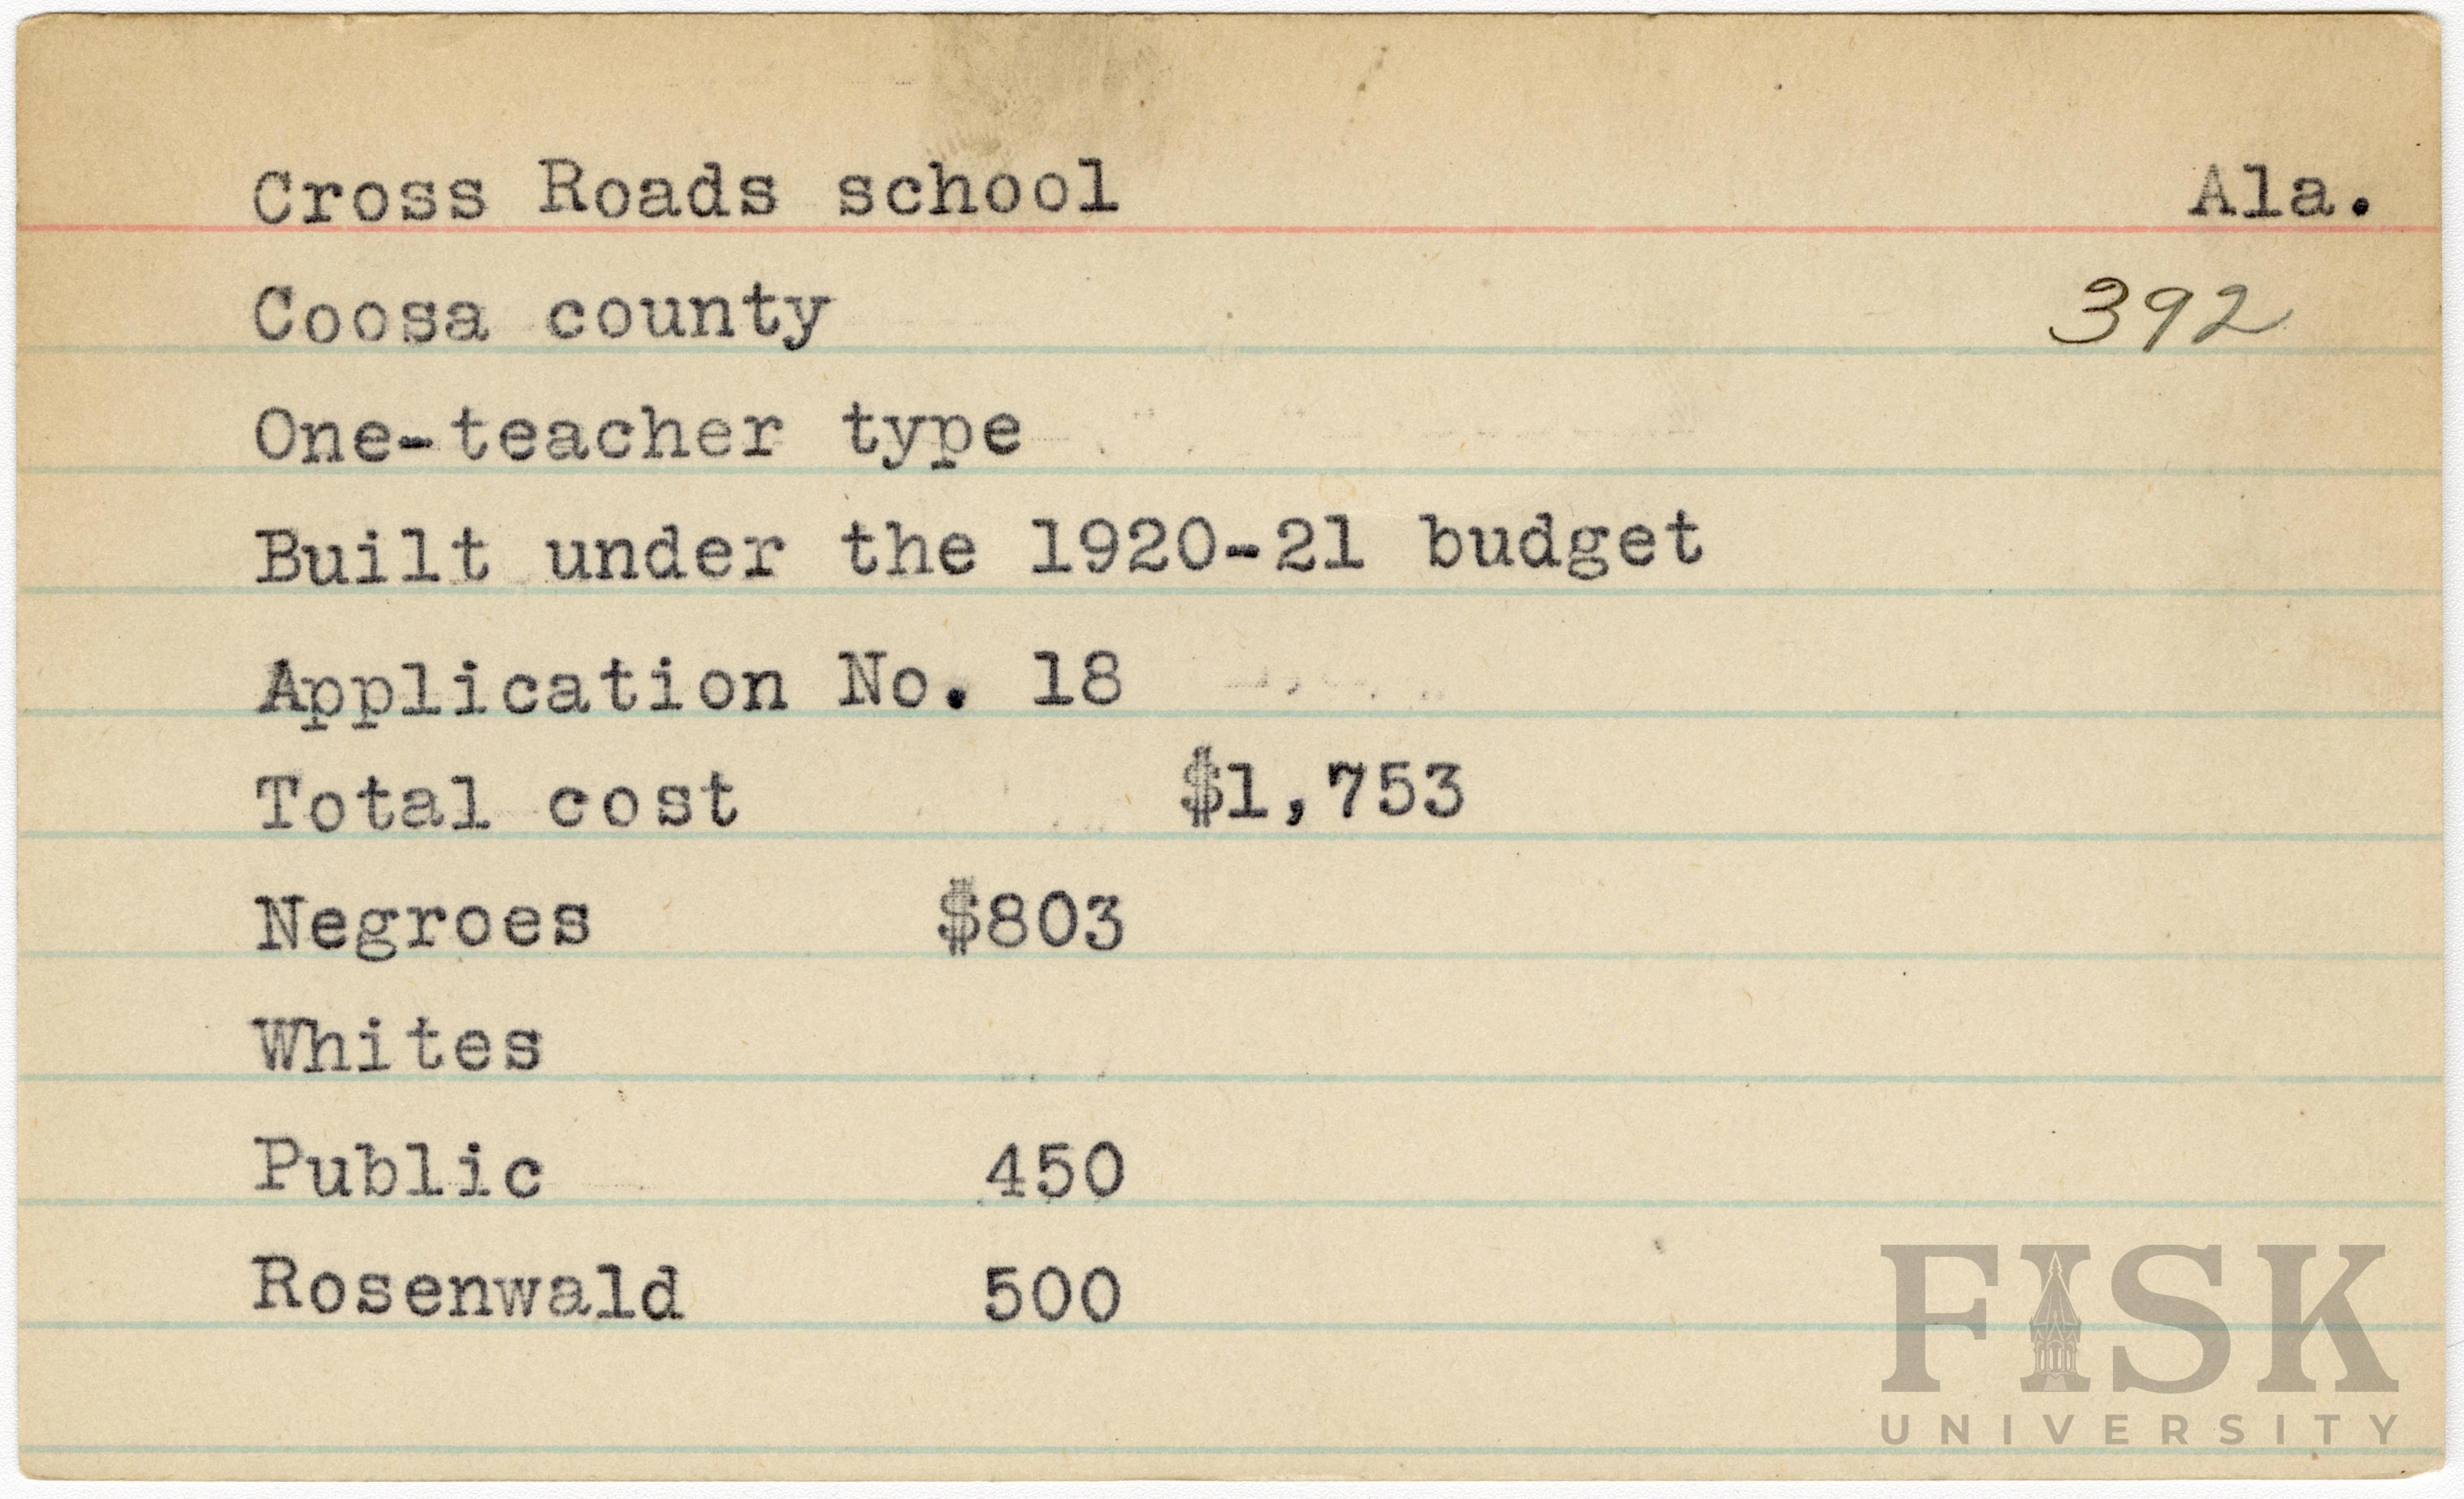 Cross Roads school Ala.
Coosa county 392
One-teacher type
Built under the 1920-21 budget
Application No. 18
Total cost $1,753
Negroes $803
Whites
Public 450
Rosenwald 500
FISK
UNIVERSITY